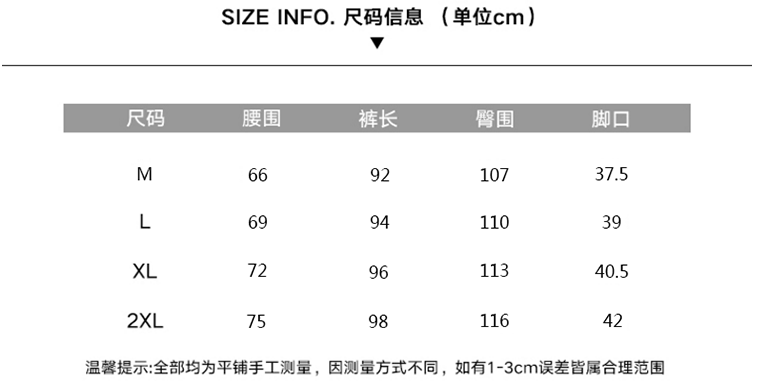 SIZE INFO. 尺码信息 （单位cm）
尺码 腰围 裤长 臀围 脚口
M 66 92 107 37.5
L 69 94 110 39
XL 72 96 113 40.5
2XL 75 98 116 42
温馨提示:全部均为平铺手工测量，因测量方式不同，如有1-3cm误差皆属合理范围